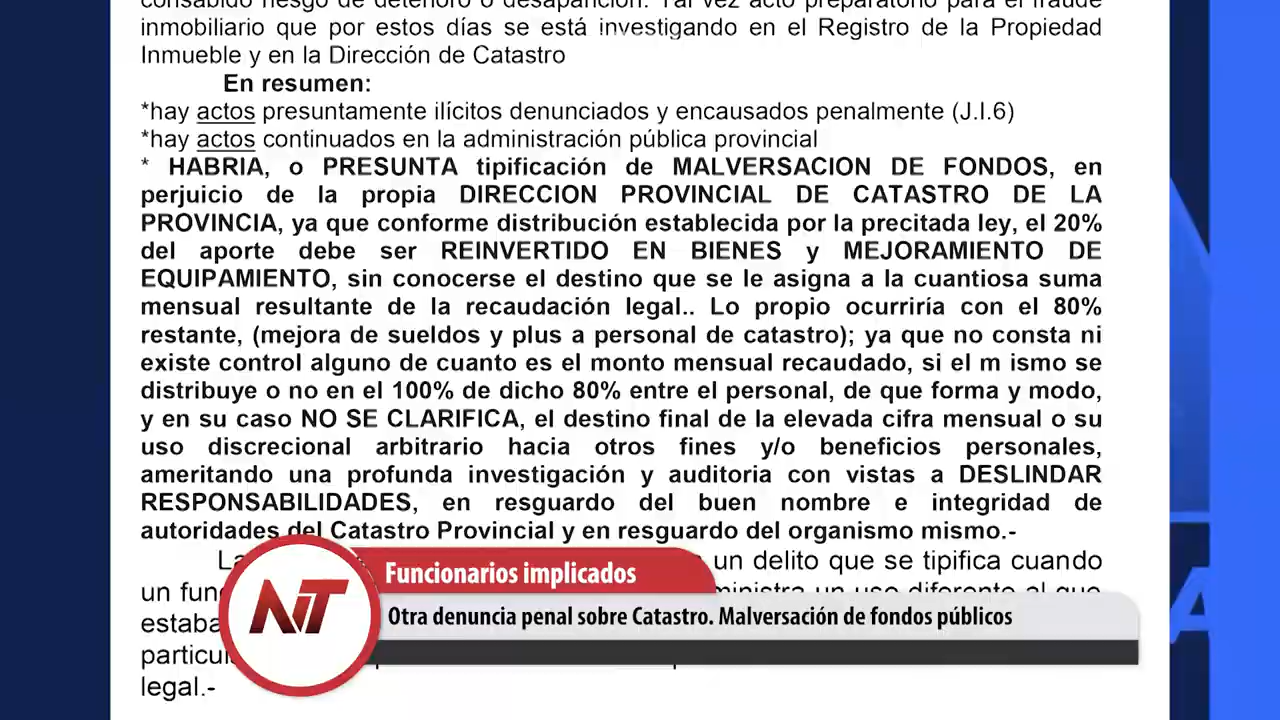 consabido riesgo de deterioro o desaparición. Tal vez acto preparatorio para el fraude
inmobiliario que por estos días se está investigando en el Registro de la Propiedad
Inmueble y en la Dirección de Catastro
En resumen:
*hay actos presuntamente ilícitos denunciados y encausados penalmente (J.I.6)
*hay actos continuados en la administración pública provincial
* HABRIA, o PRESUNTA tipificación de MALVERSACION DE FONDOS, en
perjuicio de la propia DIRECCION PROVINCIAL DE CATASTRO DE LA
PROVINCIA, ya que conforme distribución establecida por la precitada ley, el 20%
del aporte debe ser REINVERTIDO EN BIENES y MEJORAMIENTO DE
EQUIPAMIENTO, sin conocerse el destino que se le asigna a la cuantiosa suma
mensual resultante de la recaudación legal.. Lo propio ocurriría con el 80%
restante, (mejora de sueldos y plus a personal de catastro); ya que no consta ni
existe control alguno de cuanto es el monto mensual recaudado, si el m ismo se
distribuye o no en el 100% de dicho 80% entre el personal, de que forma y modo,
y en su caso NO SE CLARIFICA, el destino final de la elevada cifra mensual o su
uso discrecional arbitrario hacia otros fines y/o beneficios personales,
ameritando una profunda investigación y auditoria con vistas a DESLINDAR
RESPONSABILIDADES, en resguardo del buen nombre e integridad de
autoridades del Catastro Provincial y en resguardo del organismo mismo.-
un delito que se tipifica cuando
un uso diferente al que
legal.-
NT
Funcionarios implicados
Otra denuncia penal sobre Catastro. Malversación de fondos públicos
A